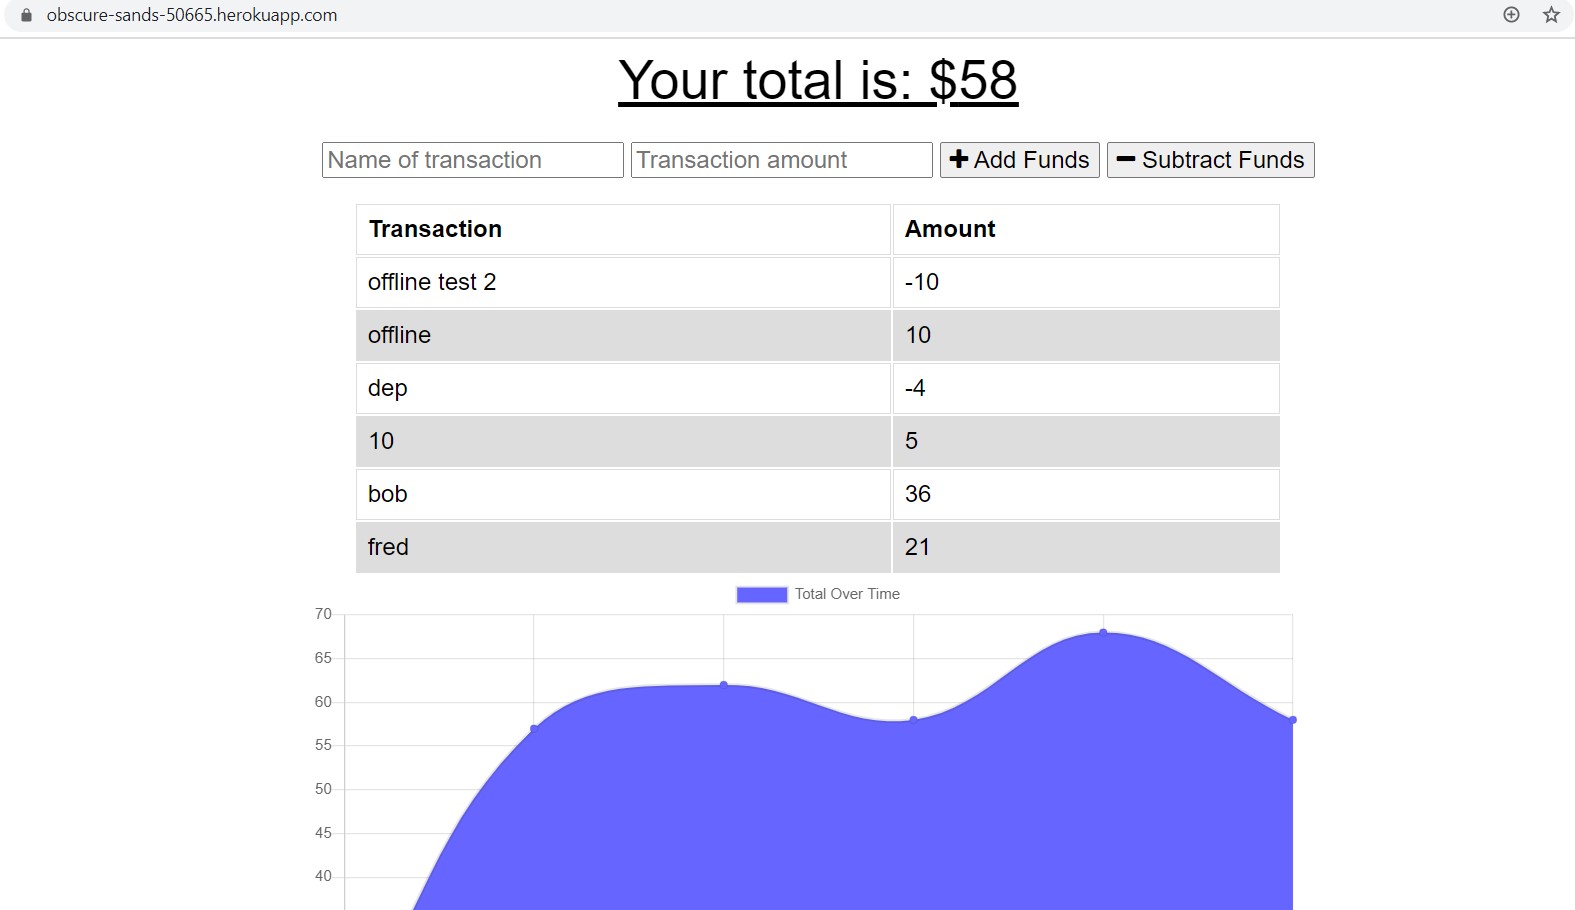 obscure-sands-50665.herokuapp.com
Your total is: $58
Name of transaction Transaction amount Add Funds Subtract Funds
Transaction Amount
offline test 2 -10
offline 10
dep -4
10 5
bob 36
fred 21
Total Over Time
70
65
60
55
50
45
40